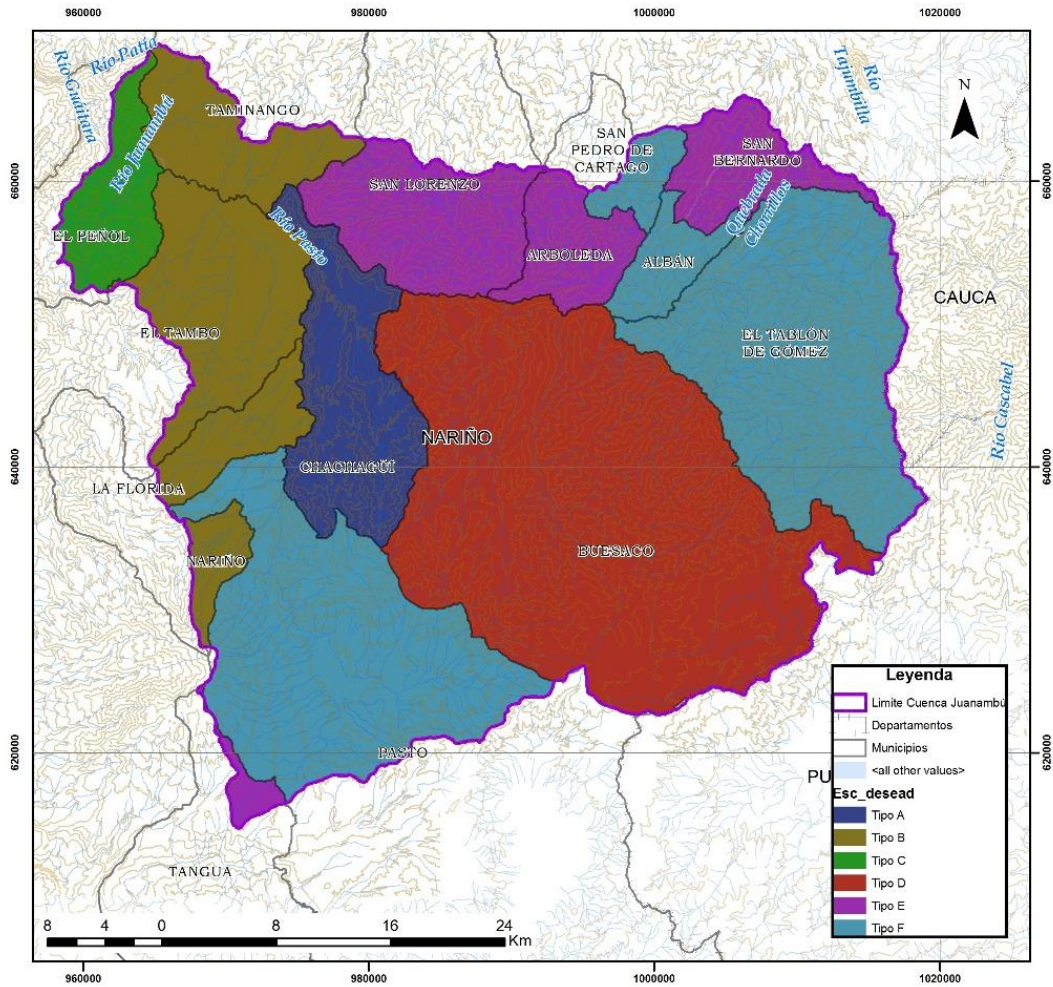 960000
980000
1000000
1020000
660000
640000
620000
660000
640000
620000
Río Patía
Río Guáitara
Río Juanambú
TAMINANGO
SAN
PEDRO DE
CARTAGO
Río
Tajumbilla
N
SAN
BERNARDO
SAN LORENZO
Quebrada
Chorrillos
Río Pasto
EL PEÑOL
ARBOLEDA
ALBÁN
CAUCA
EL TAMBO
EL TABLÓN
DE GÓMEZ
Río Cascabel
NARIÑO
CHACHAGÜÍ
LA FLORIDA
BUESACO
NARIÑO
PASTO
PU
TANGUA
Leyenda
Limite Cuenca Juanambú
Departamentos
Municipios
<all other values>
Esc_desead
Tipo A
Tipo B
Tipo C
Tipo D
Tipo E
Tipo F
8 4 0 8 16 24
Km
960000
980000
1000000
1020000